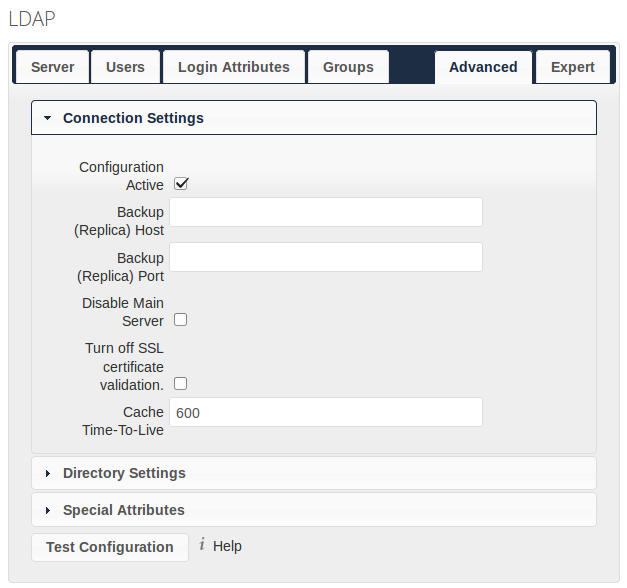 LDAP
Server Users Login Attributes Groups Advanced Expert
Connection Settings
Configuration
Active
Backup
(Replica) Host
Backup
(Replica) Port
Disable Main
Server
Turn off SSL
certificate
validation.
Cache
Time-To-Live
600
Directory Settings
Special Attributes
Test Configuration i Help